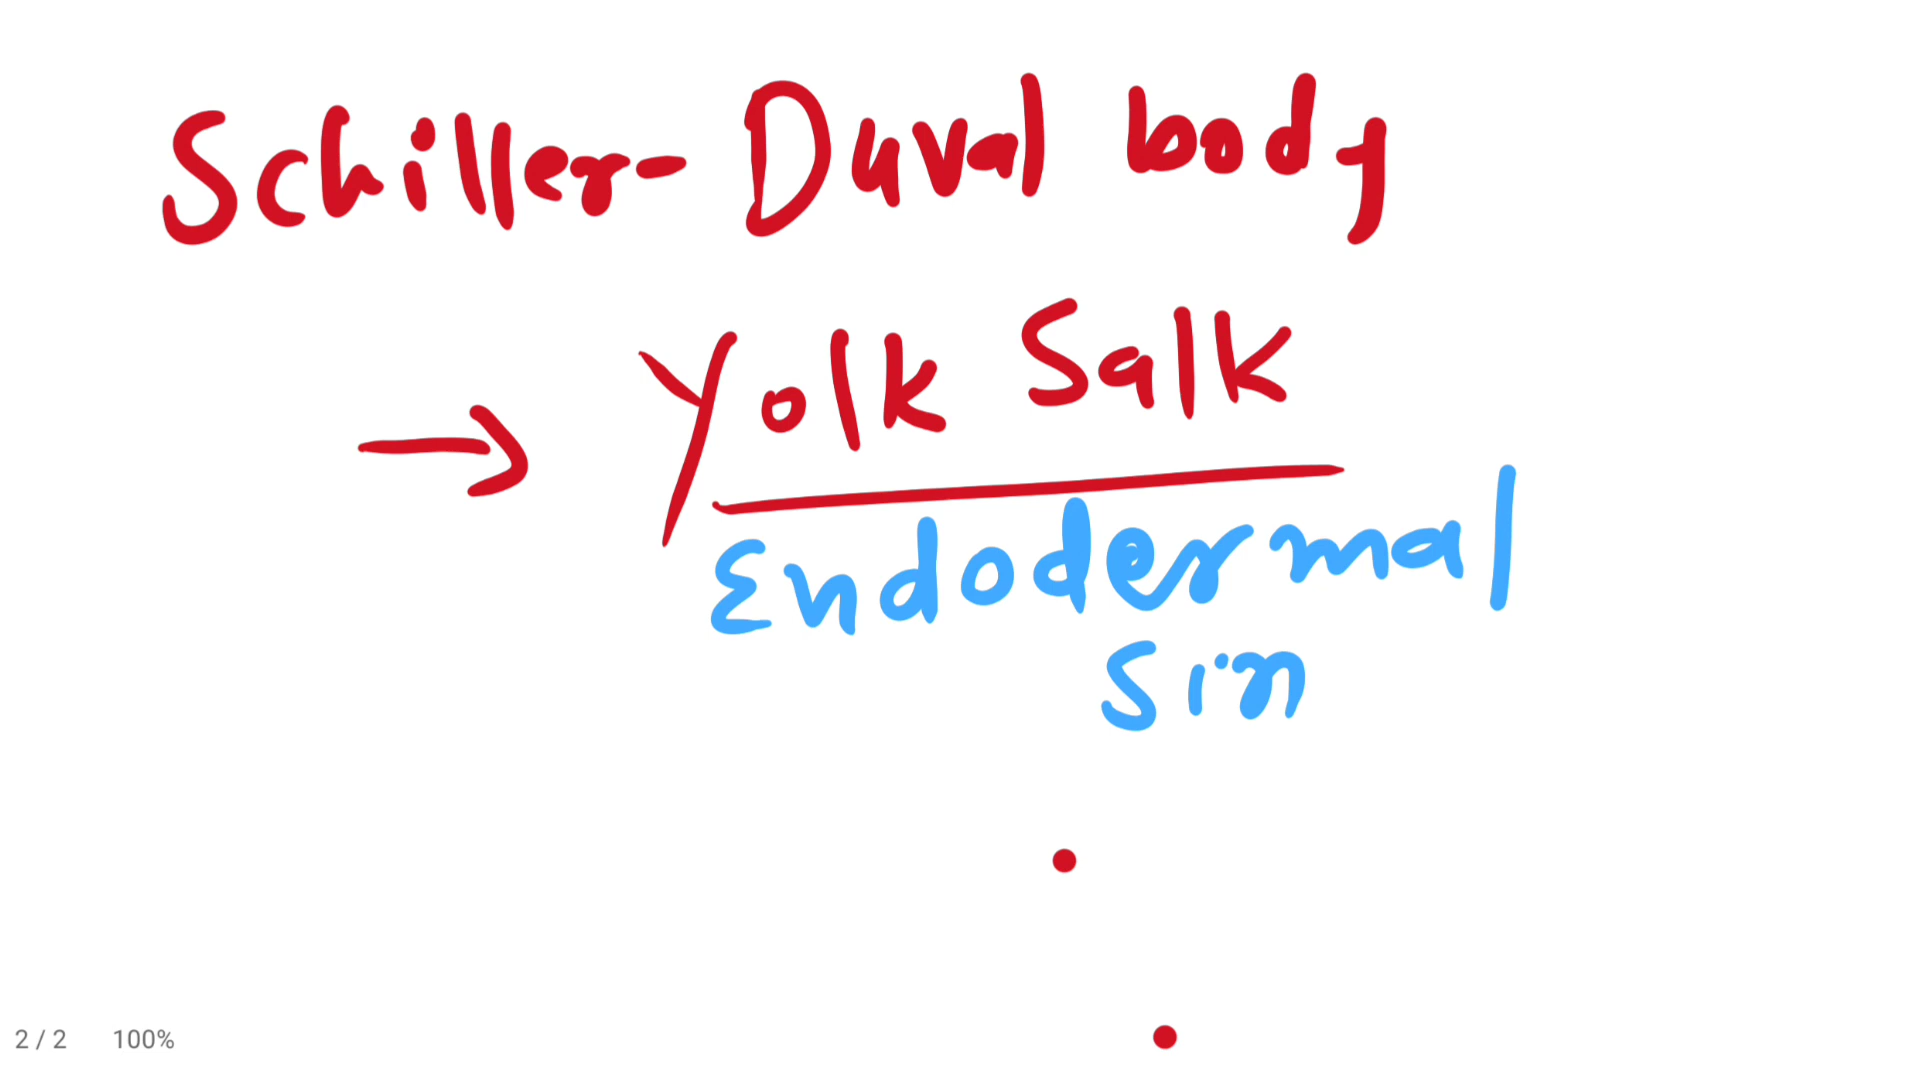 Schiller-Duval body
→ Yolk Salk
Endodermal
Sin
2 / 2 100%